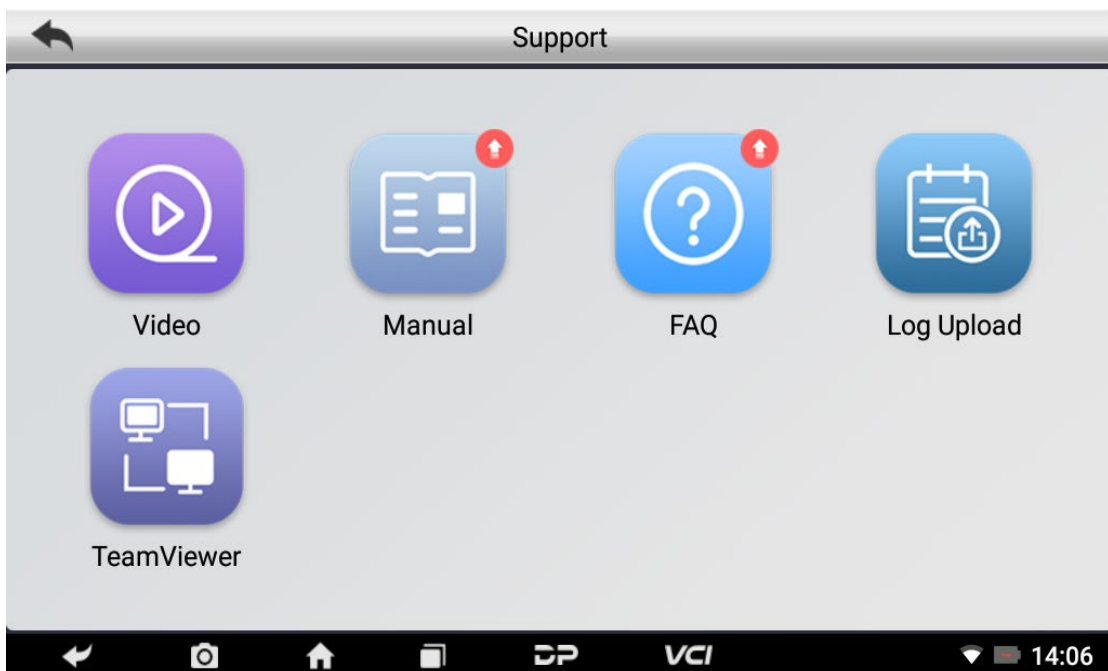 Support
Video
Manual
FAQ
Log Upload
TeamViewer
DP
VCI
14:06